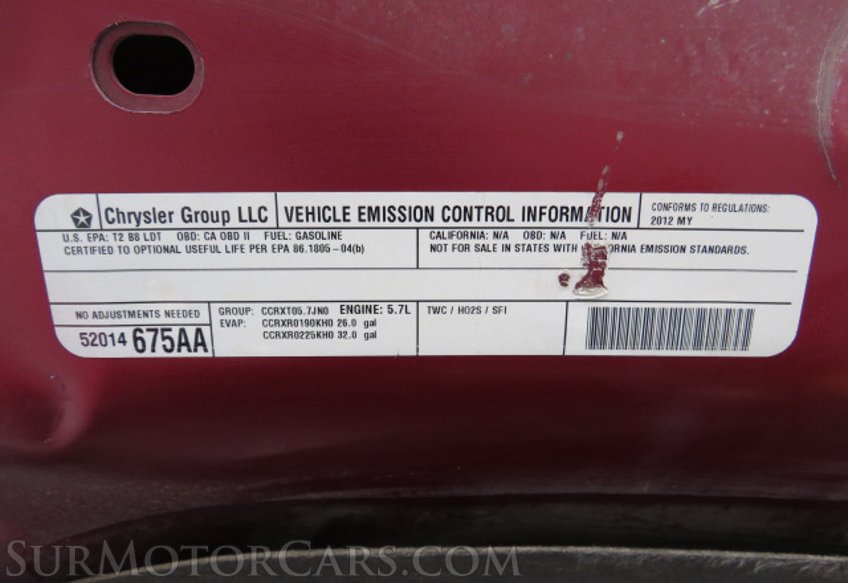 Chrysler Group LLC
VEHICLE EMISSION CONTROL INFORMATION
CONFORMS TO REGULATIONS:
2012 MY
U.S. EPA: T2 B8 LDT OBD: CA OBD II FUEL: GASOLINE
CERTIFIED TO OPTIONAL USEFUL LIFE PER EPA 86.1805-04(b)
CALIFORNIA: N/A OBD: N/A FUEL: N/A
NOT FOR SALE IN STATES WITH CALIFORNIA EMISSION STANDARDS.
NO ADJUSTMENTS NEEDED
52014 675AA
GROUP: CCRXT05.7JN0 ENGINE: 5.7L
EVAP: CCRXR0190KH0 26.0 gal
CCRXR0225KH0 32.0 gal
TWC / HO2S / SFI
SurMotorCars.com